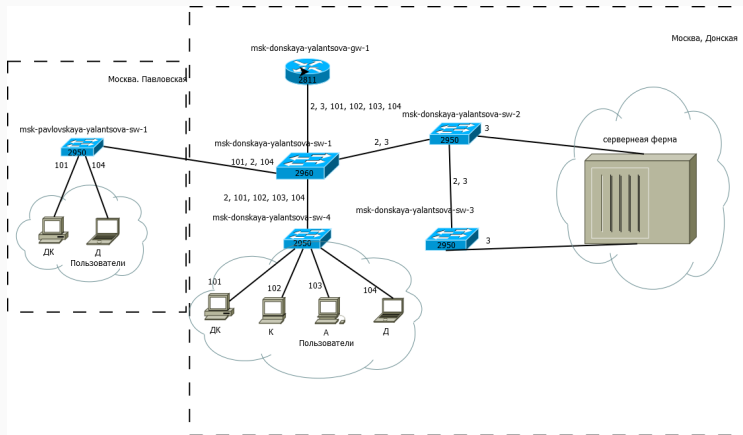 Москва, Донская
msk-donskaya-yalantsova-gw-1
2811
Москва. Павловская
2, 3, 101, 102, 103, 104
msk-donskaya-yalantsova-sw-2
2950
3
msk-pavlovskaya-yalantsova-sw-1
2950
msk-donskaya-yalantsova-sw-1
2960
2, 3
сервернеая ферма
101
104
101, 2, 104
2, 3
2, 101, 102, 103, 104
msk-donskaya-yalantsova-sw-4
2950
msk-donskaya-yalantsova-sw-3
2950
3
ДК
Д
Пользователи
101
102
103
104
ДК
К
А
Д
Пользователи